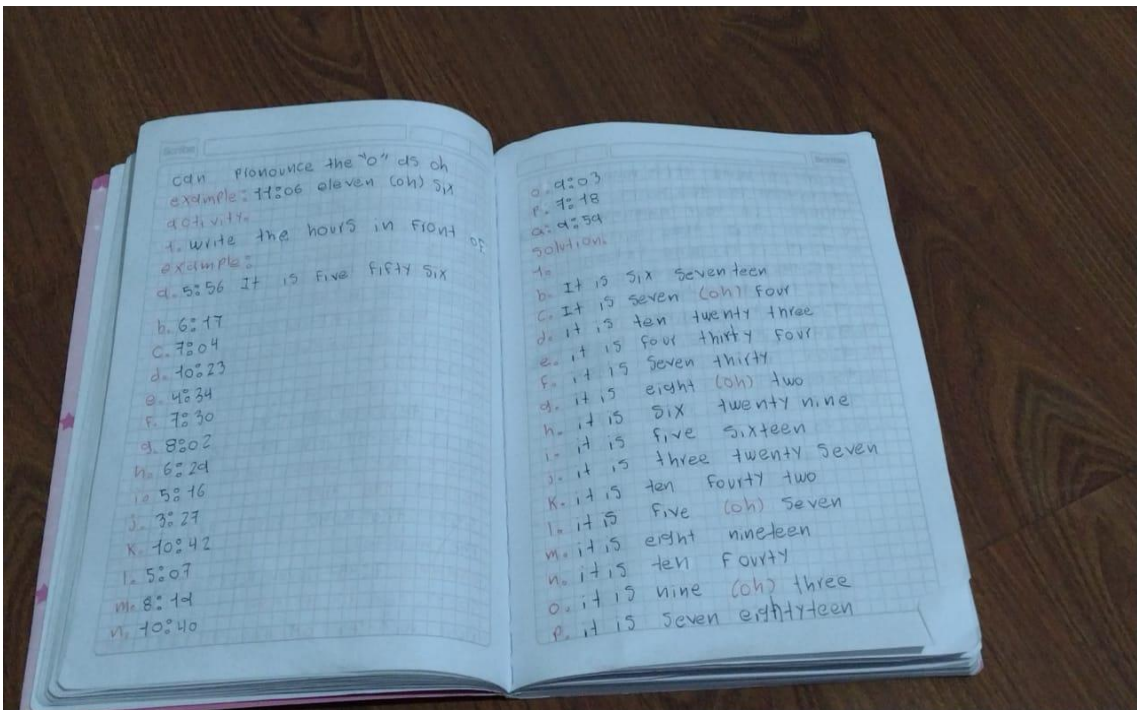 can pronounce the "0" as oh
example: 11:06 eleven (oh) six
activity.
1. write the hours in front of
example:
a. 5:56 It is five fifty six
b. 6:17
c. 7:04
d. 10:23
e. 4:34
f. 7:30
g. 8:02
h. 6:29
i. 5:16
j. 3:27
k. 10:42
l. 5:07
m. 8:19
n. 10:40
o. 9:03
p. 7:18
q. 9:59
solution:
1.
b. It is six seventeen
c. It is seven (oh) four
d. it is ten twenty three
e. it is four thirty four
f. it is seven thirty
g. it is eight (oh) two
h. it is six twenty nine
i. it is five sixteen
j. it is three twenty seven
k. it is ten fourty two
l. it is five (oh) seven
m. it is eight nineteen
n. it is ten fourty
o. it is nine (oh) three
p. it is seven eightyteen